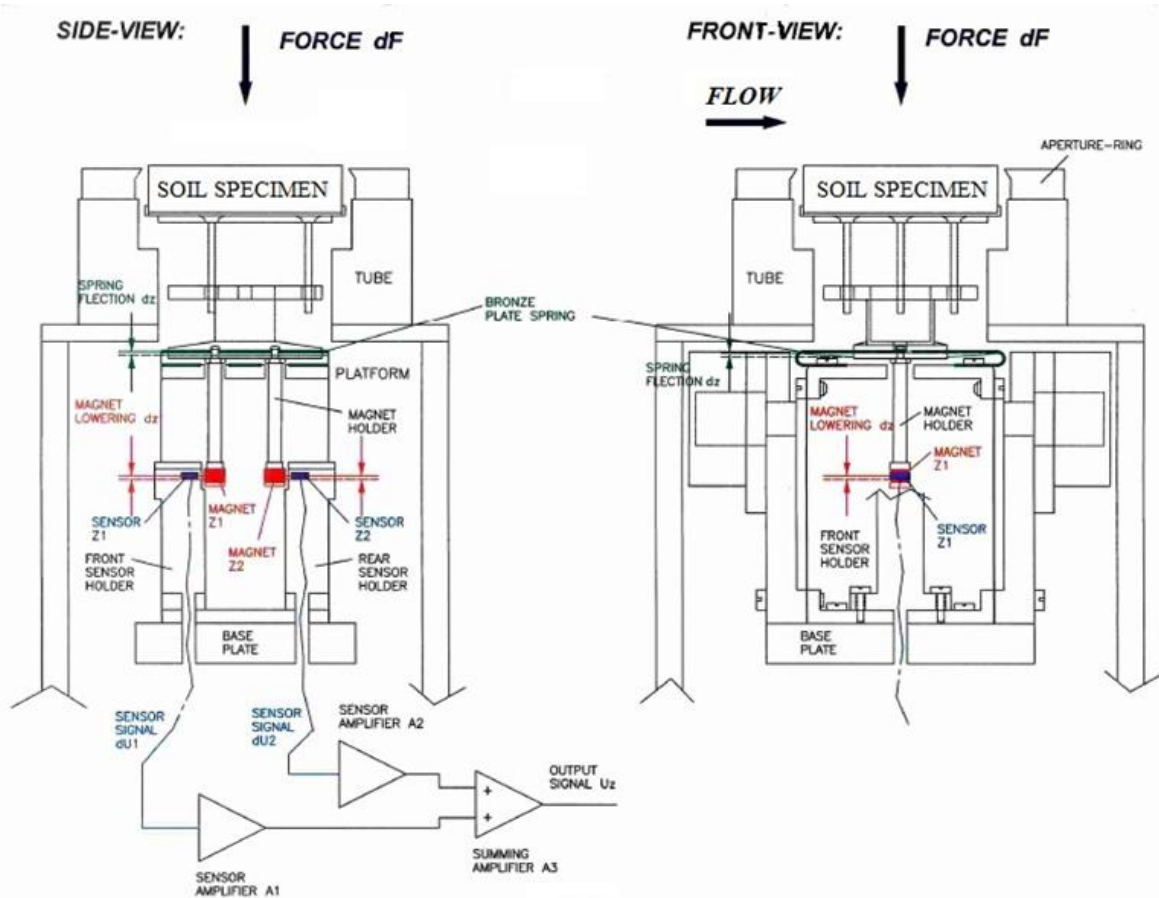 SIDE-VIEW:
FORCE dF
FRONT-VIEW:
FORCE dF
FLOW
APERTURE-RING
SOIL SPECIMEN
SOIL SPECIMEN
SPRING
FLECTION dz
TUBE
BRONZE
PLATE SPRING
TUBE
PLATFORM
SPRING
FLECTION dz
MAGNET
LOWERING dz
MAGNET
HOLDER
MAGNET
LOWERING dz
MAGNET
HOLDER
MAGNET
Z1
SENSOR
Z1
MAGNET
Z1
MAGNET
Z2
SENSOR
Z2
SENSOR
Z1
FRONT
SENSOR
HOLDER
REAR
SENSOR
HOLDER
FRONT
SENSOR
HOLDER
BASE
PLATE
BASE
PLATE
SENSOR
SIGNAL
dU1
SENSOR
SIGNAL
dU2
SENSOR
AMPLIFIER A2
OUTPUT
SIGNAL Uz
+
+
SUMMING
AMPLIFIER A3
SENSOR
AMPLIFIER A1